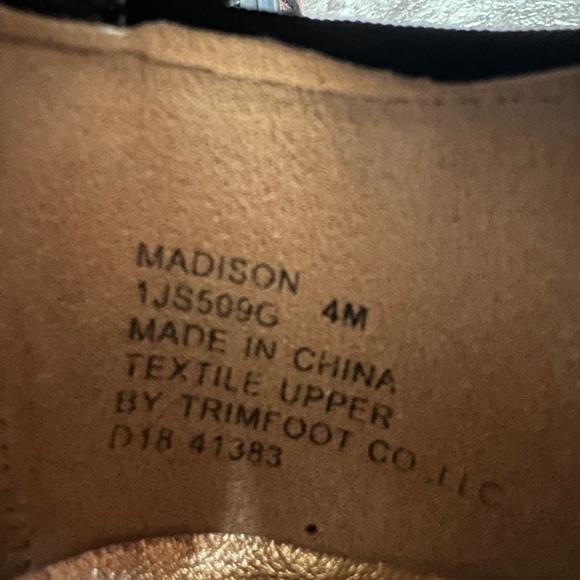 MADISON
1JS509G 4M
MADE IN CHINA
TEXTILE UPPER
BY TRIMFOOT CO.,LLC
D18 41383